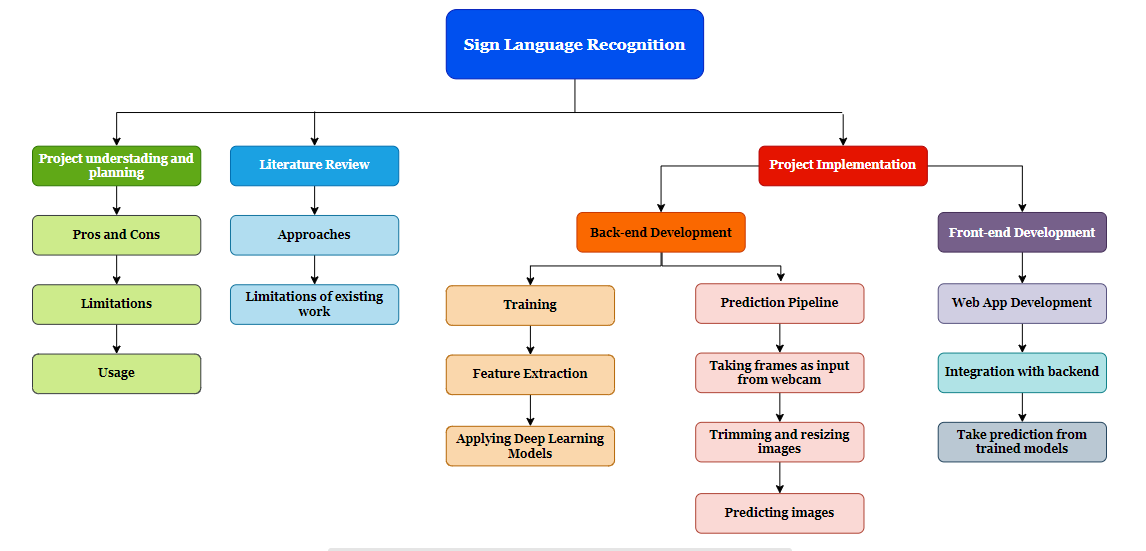 Sign Language Recognition
Project understading and
planning
Literature Review
Project Implementation
Pros and Cons
Approaches
Back-end Development
Front-end Development
Limitations
Limitations of existing
work
Training
Prediction Pipeline
Web App Development
Usage
Feature Extraction
Taking frames as input
from webcam
Integration with backend
Applying Deep Learning
Models
Trimming and resizing
images
Take prediction from
trained models
Predicting images